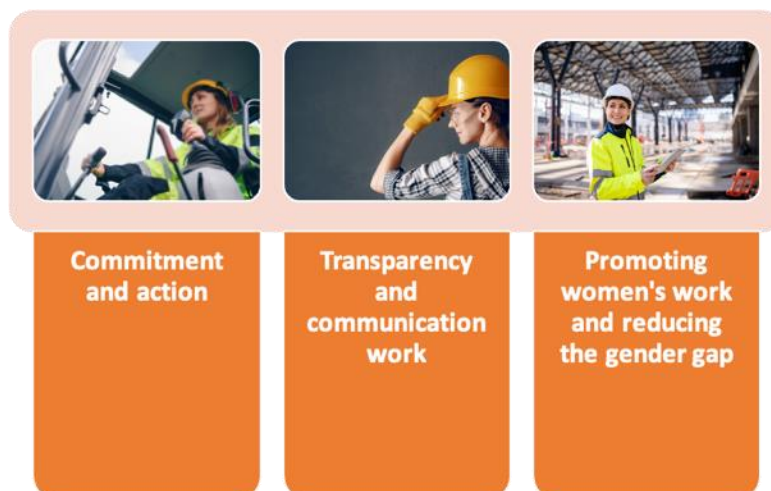 Commitment
and action
Transparency
and
communication
work
Promoting
women's work
and reducing
the gender gap